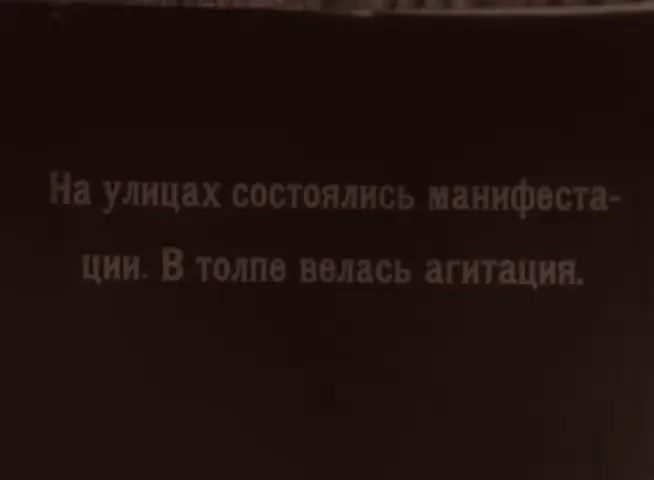 На улицах состоялись манифеста-
ции. В толпе велась агитация.